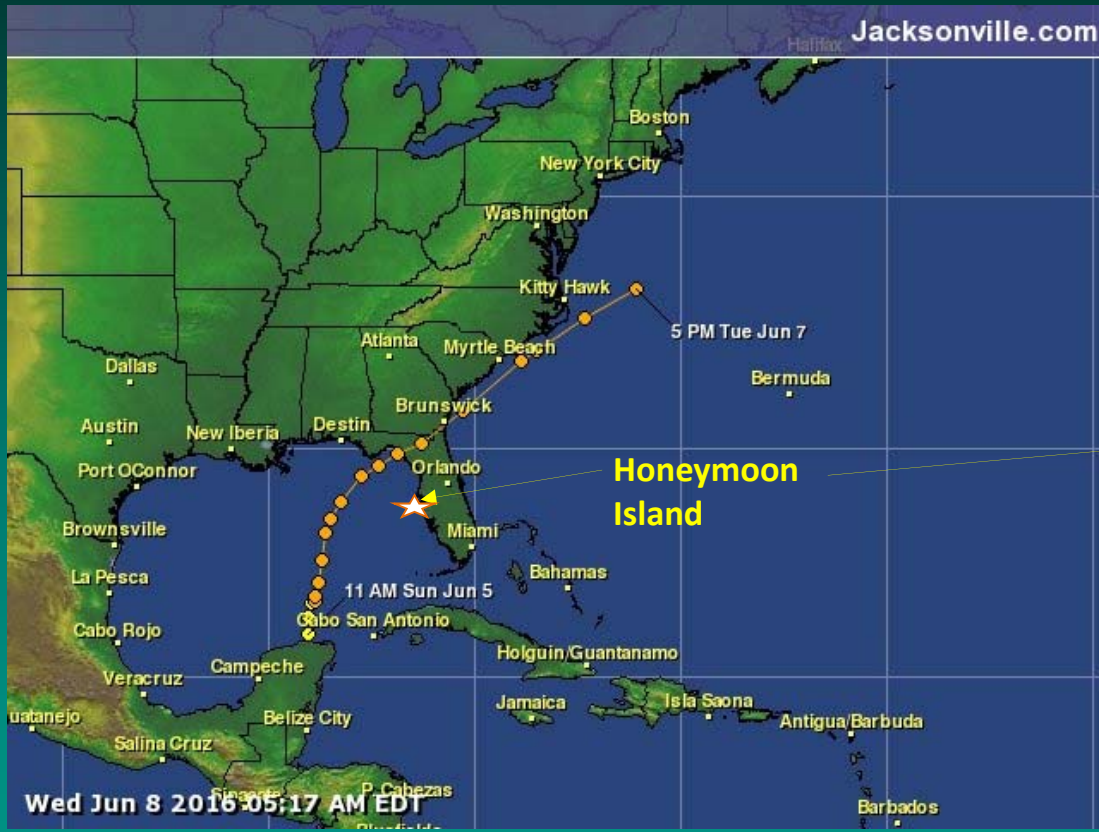 Jacksonville.com
Halifax
Boston
New York City
Washington
Kitty Hawk
5 PM Tue Jun 7
Atlanta
Myrtle Beach
Dallas
Bermuda
Brunswick
Austin
New Iberia
Destin
Port OConnor
Orlando
Honeymoon
Island
Brownsville
Miami
La Pesca
Bahamas
11 AM Sun Jun 5
Cabo San Antonio
Cabo Rojo
Holguin/Guantanamo
Campeche
Veracruz
Jamaica
Isla Saona
uatanejo
Belize City
Antigua/Barbuda
Salina Cruz
P. Cabezas
Wed Jun 8 2016 05:17 AM EDT
Barbados